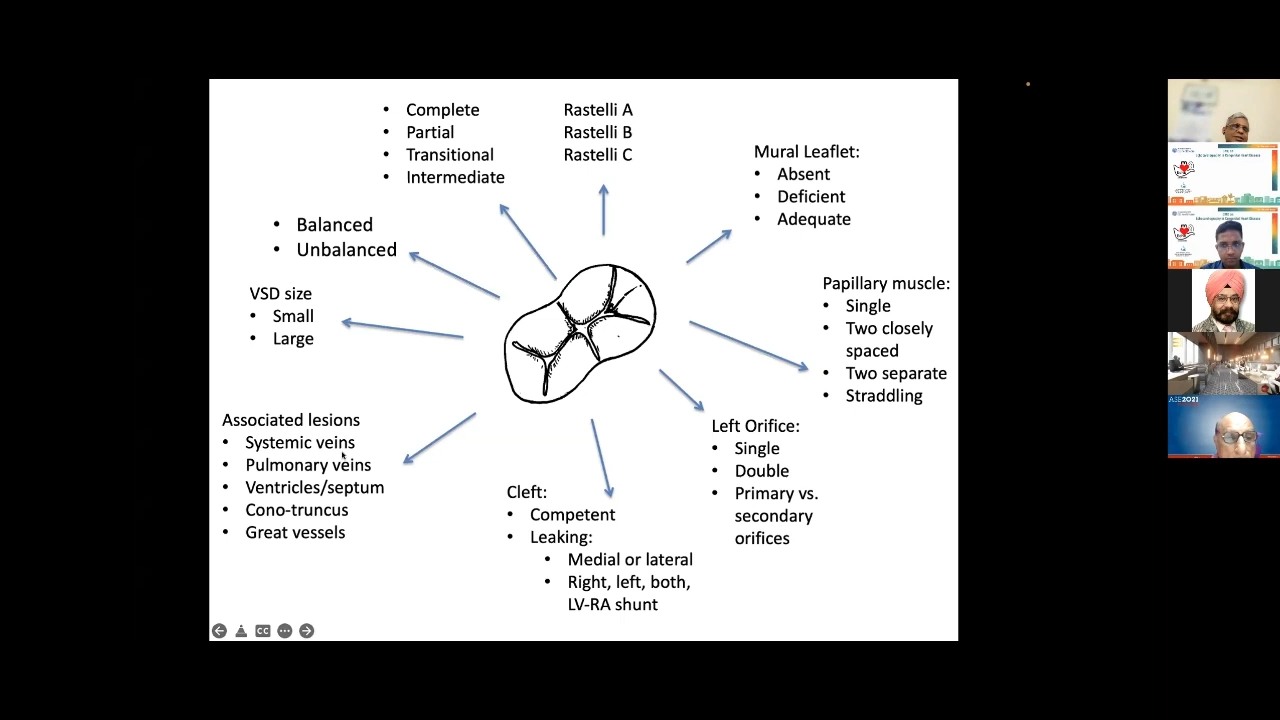 • Complete
• Partial
• Transitional
• Intermediate
Rastelli A
Rastelli B
Rastelli C
Mural Leaflet:
• Absent
• Deficient
• Adequate
• Balanced
• Unbalanced
VSD size
• Small
• Large
Papillary muscle:
• Single
• Two closely
spaced
• Two separate
• Straddling
Associated lesions
• Systemic veins
• Pulmonary veins
• Ventricles/septum
• Cono-truncus
• Great vessels
Left Orifice:
• Single
• Double
• Primary vs.
secondary
orifices
Cleft:
• Competent
• Leaking:
• Medial or lateral
• Right, left, both,
LV-RA shunt
CC
ASE2021